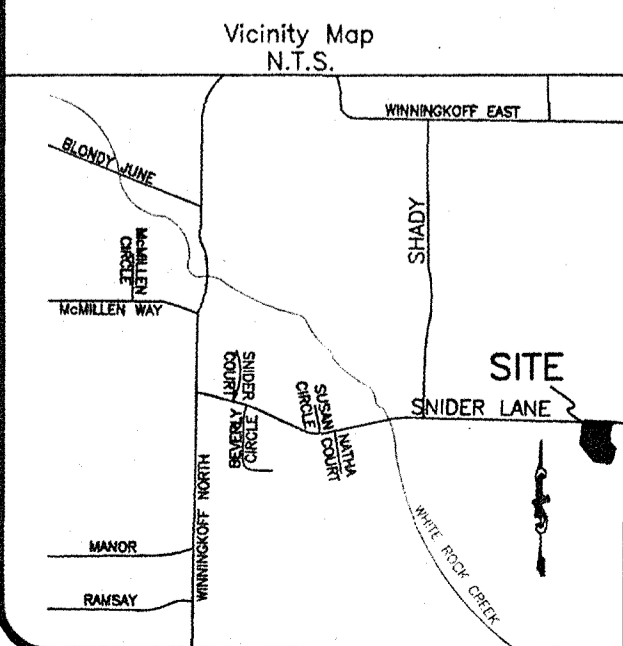 Vicinity Map
N.T.S.
WINNINGKOFF EAST
BLONDY JUNE
SHADY
McMILLEN
CIRCLE
McMILLEN WAY
SITE
SNIDER
COURT
SUSAN
CIRCLE
SNIDER LANE
BEVERLY
CIRCLE
NATHA
COURT
WINNINGKOFF NORTH
WHITE ROCK CREEK
MANOR
RAMSAY